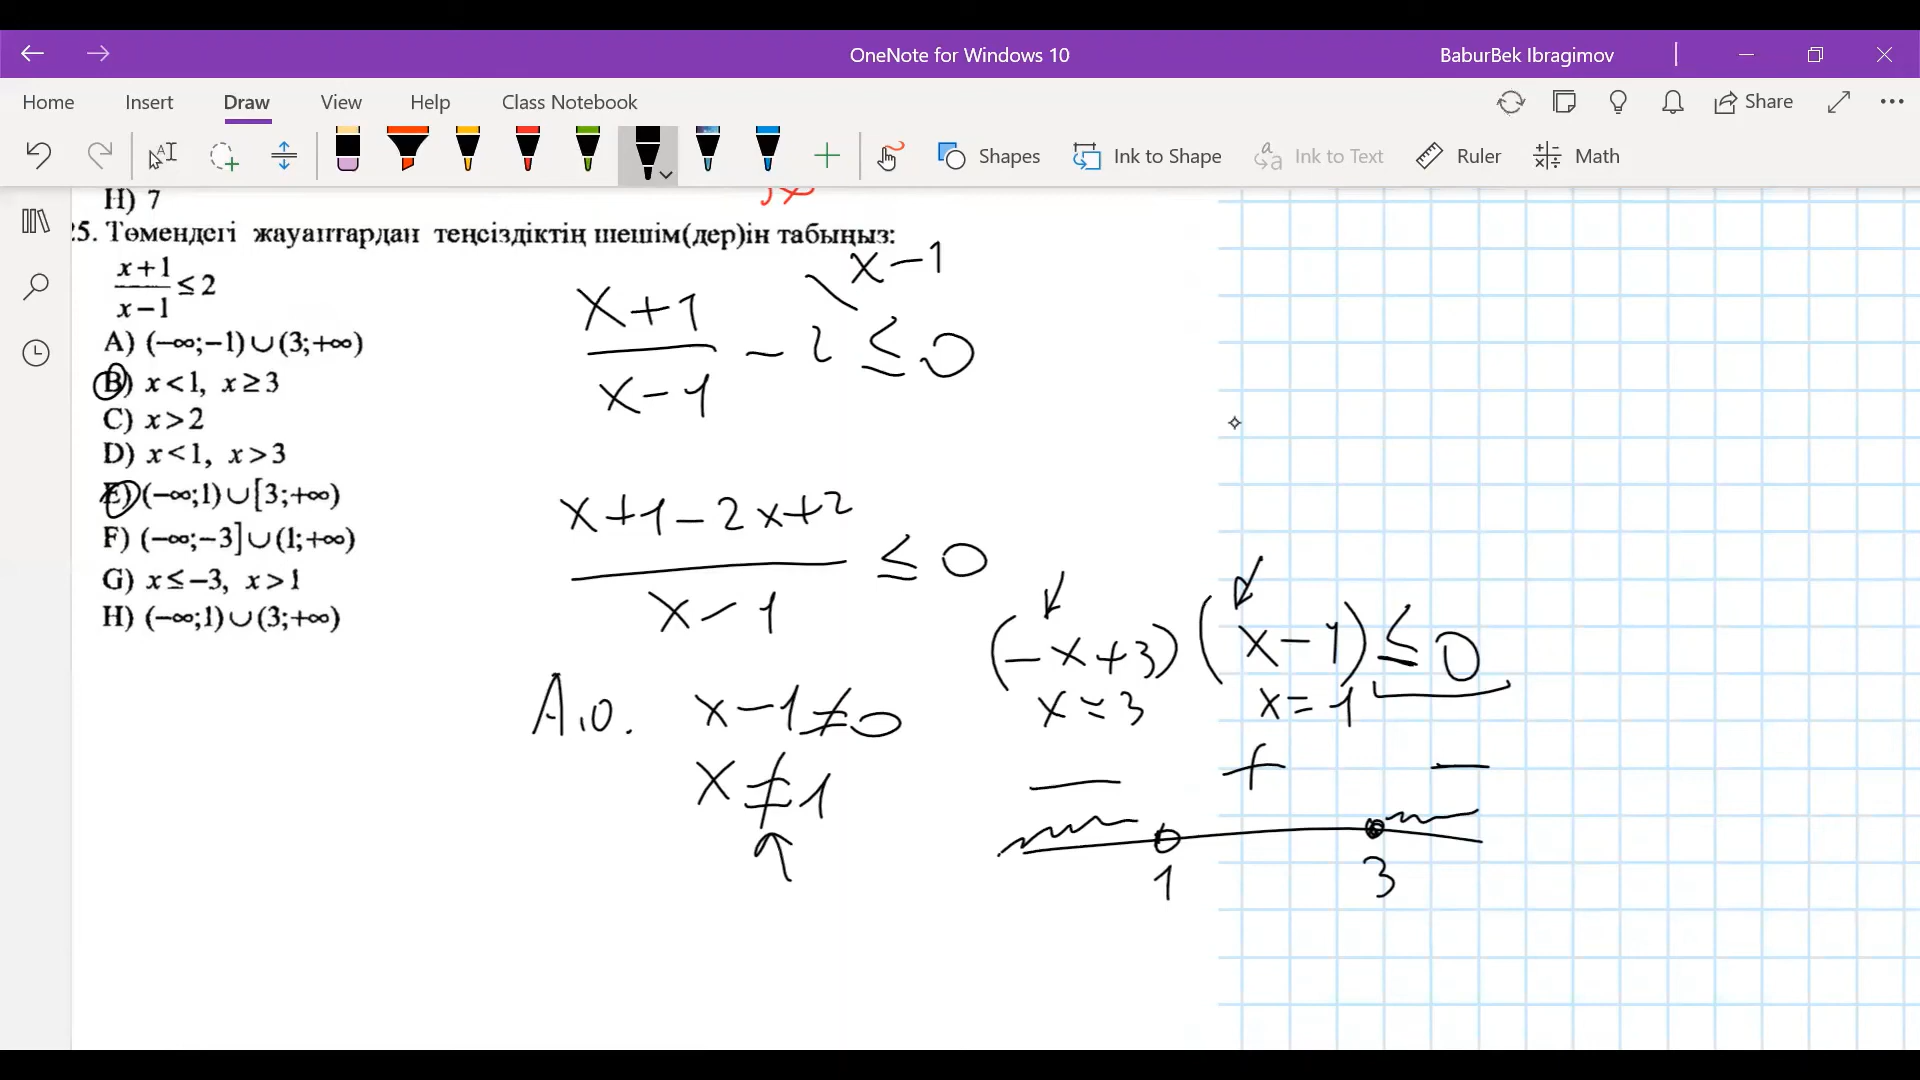 OneNote for Windows 10
BaburBek Ibragimov
Home Insert Draw View Help Class Notebook Share
Shapes Ink to Shape Ink to Text Ruler Math
H) 7
25. Төмендегі жауаптардан теңсіздіктің шешім(дер)ін табыңыз:
x+1
x−1
≤2
A) (−∞;−1)∪(3;+∞)
B) x<1, x≥3
C) x>2
D) x<1, x>3
E) (−∞;1)∪[3;+∞)
F) (−∞;−3]∪(1;+∞)
G) x≤−3, x>1
H) (−∞;1)∪(3;+∞)
x−1
x+1
x−1
−2≤0
x+1−2x+2
x−1
≤0
А.о. x−1≠0
x≠1
(−x+3)(x−1)≤0
x=3 x=1
− + −
1 3